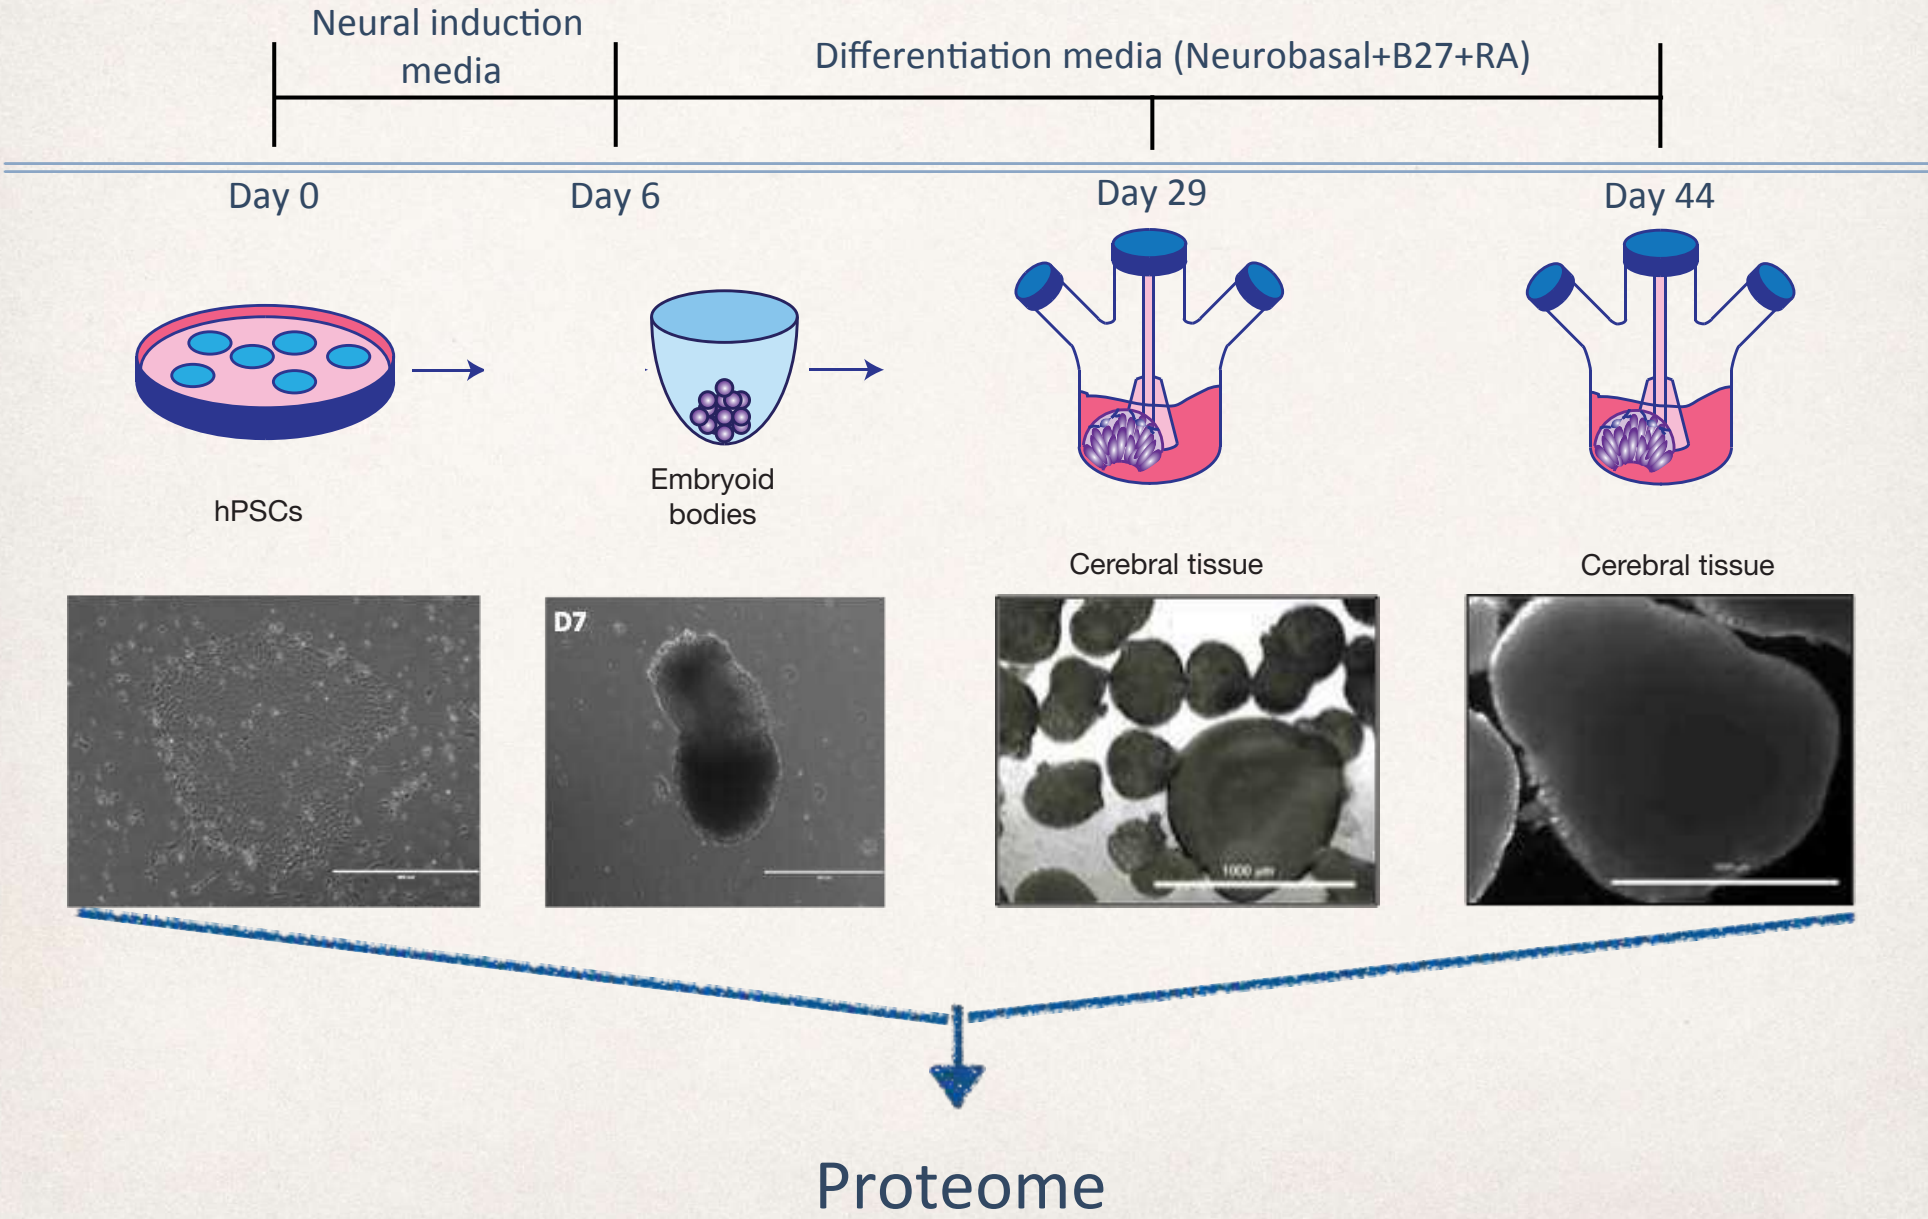 Neural induction
media
Differentiation media (Neurobasal+B27+RA)
Day 0
Day 6
Day 29
Day 44
hPSCs
Embryoid
bodies
Cerebral tissue
Cerebral tissue
D7
1000 µm
Proteome